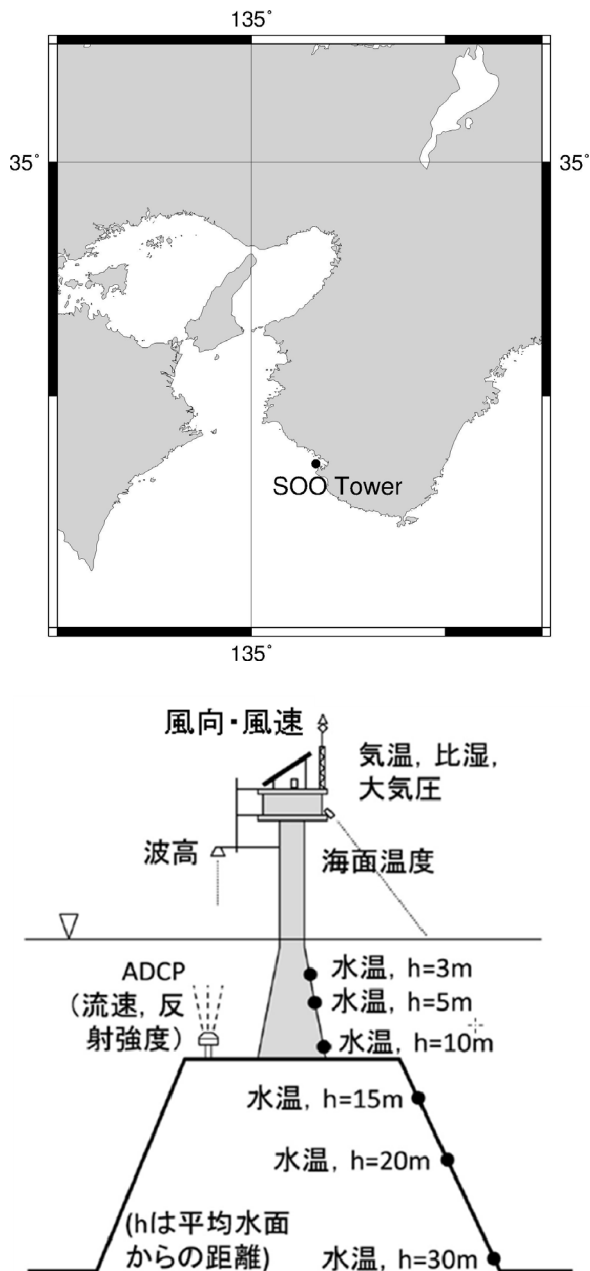 135˚
35˚
35˚
SOO Tower
135˚
風向・風速
気温, 比湿,
大気圧
波高
海面温度
ADCP
(流速, 反
射強度)
水温, h=3m
水温, h=5m
水温, h=10m
水温, h=15m
水温, h=20m
(hは平均水面
からの距離)
水温, h=30m